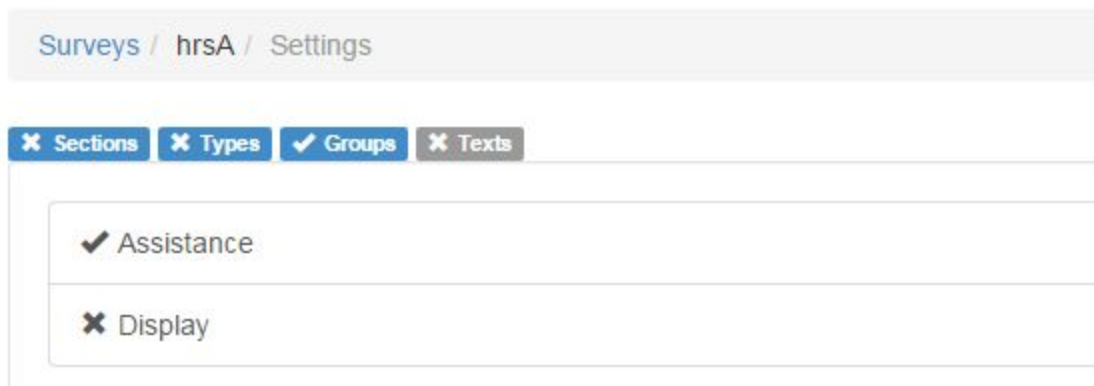 Surveys / hrsA / Settings
Sections Types Groups Texts
Assistance
Display